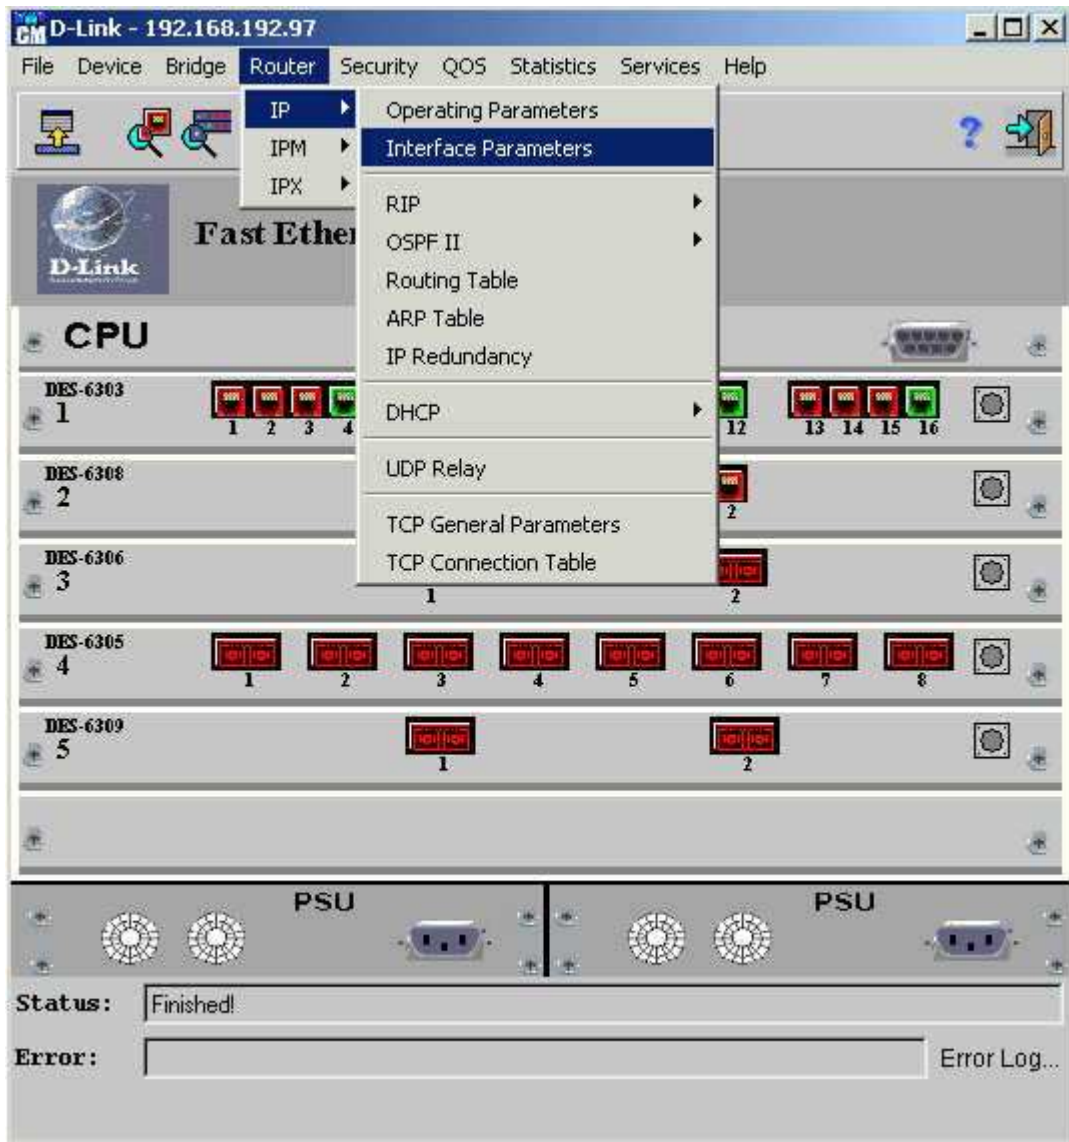 D-Link - 192.168.192.97
File Device Bridge Router Security QOS Statistics Services Help
IP
IPM
IPX
Operating Parameters
Interface Parameters
RIP
OSPF II
Routing Table
ARP Table
IP Redundancy
DHCP
UDP Relay
TCP General Parameters
TCP Connection Table
?
D-Link
Fast Ether
CPU
DES-6303
1
1 2 3 4 12 13 14 15 16
DES-6308
2
2
DES-6306
3
1 2
DES-6305
4
1 2 3 4 5 6 7 8
DES-6309
5
1 2
PSU PSU
Status: Finished!
Error: Error Log...